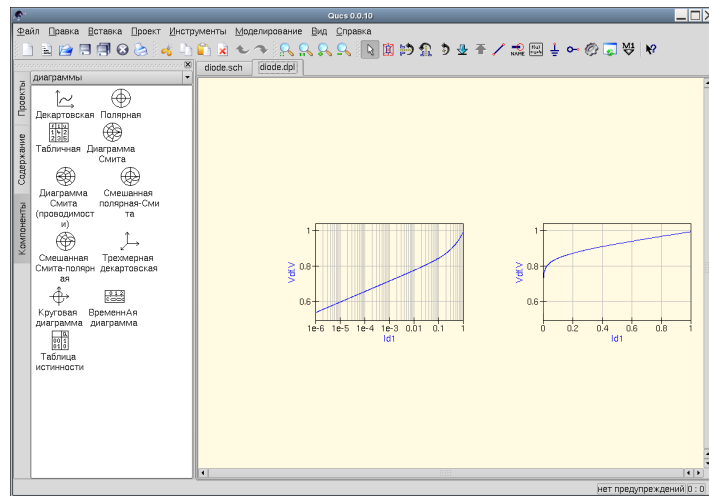 Qucs 0.0.10
Файл Правка Вставка Проект Инструменты Моделирование Вид Справка
NAME
диаграммы
diode.sch diode.dpl
Проекты
Содержание
Компоненты
Декартовская Полярная
Табличная Диаграмма
Смита
Диаграмма Смешанная
Смита полярная-Сми
(проводимост та
и)
Смешанная Трехмерная
Смита-полярн декартовская
ая
Круговая ВременнАя
диаграмма диаграмма
Таблица
истинности
Vdf.V
1
0.8
0.6
1e-6 1e-5 1e-4 1e-3 0.01 0.1 1
Id1
Vdf.V
1
0.8
0.6
0 0.2 0.4 0.6 0.8 1
Id1
нет предупреждений 0 : 0